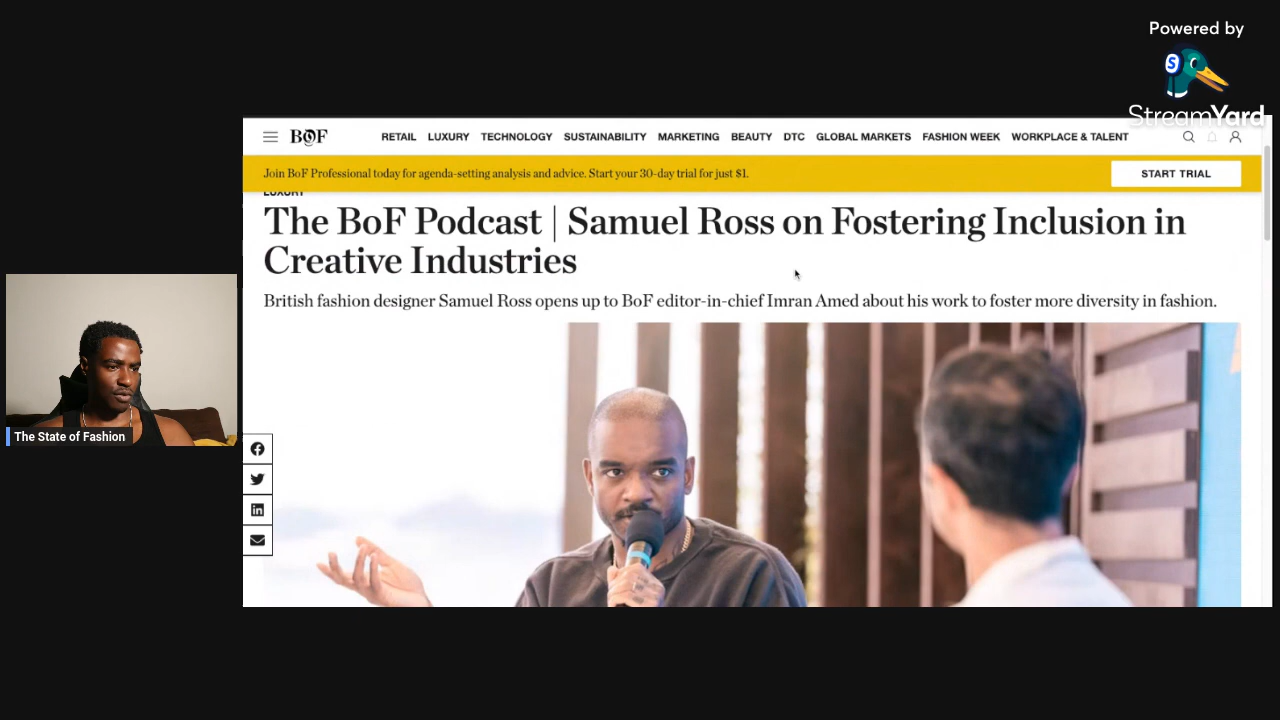 Powered by
StreamYard
BOF
RETAIL LUXURY TECHNOLOGY SUSTAINABILITY MARKETING BEAUTY DTC GLOBAL MARKETS FASHION WEEK WORKPLACE & TALENT
Join BoF Professional today for agenda-setting analysis and advice. Start your 30-day trial for just $1.
START TRIAL
LUXURY
The BoF Podcast | Samuel Ross on Fostering Inclusion in
Creative Industries
British fashion designer Samuel Ross opens up to BoF editor-in-chief Imran Amed about his work to foster more diversity in fashion.
The State of Fashion